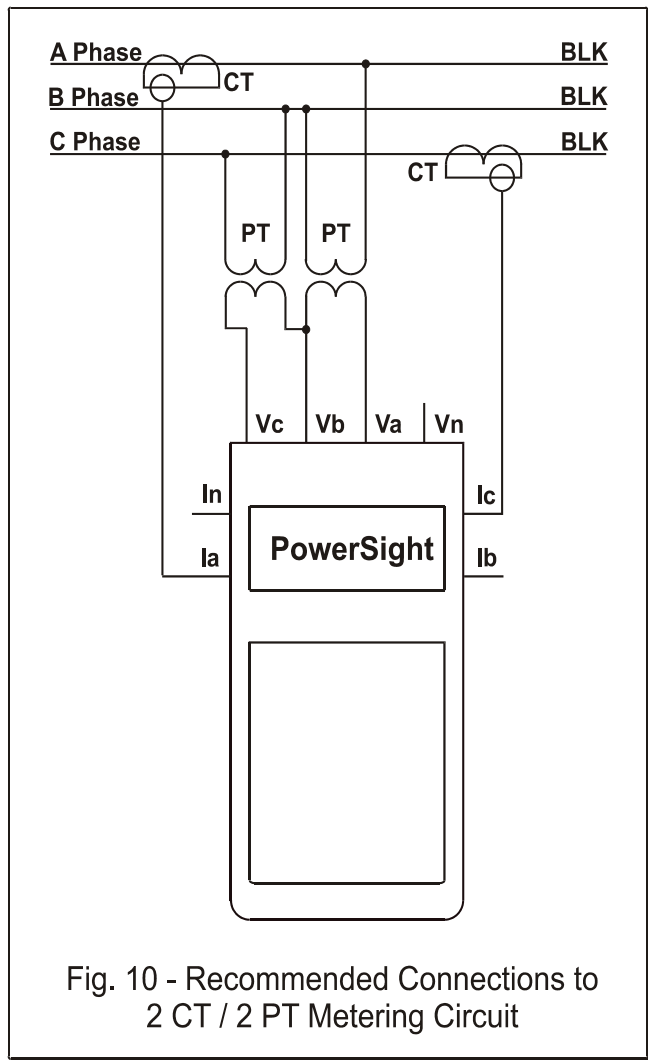 A Phase BLK
CT
B Phase BLK
C Phase BLK
CT
PT PT
Vc Vb Va Vn
In Ic
PowerSight
Ia Ib
Fig. 10 - Recommended Connections to
2 CT / 2 PT Metering Circuit